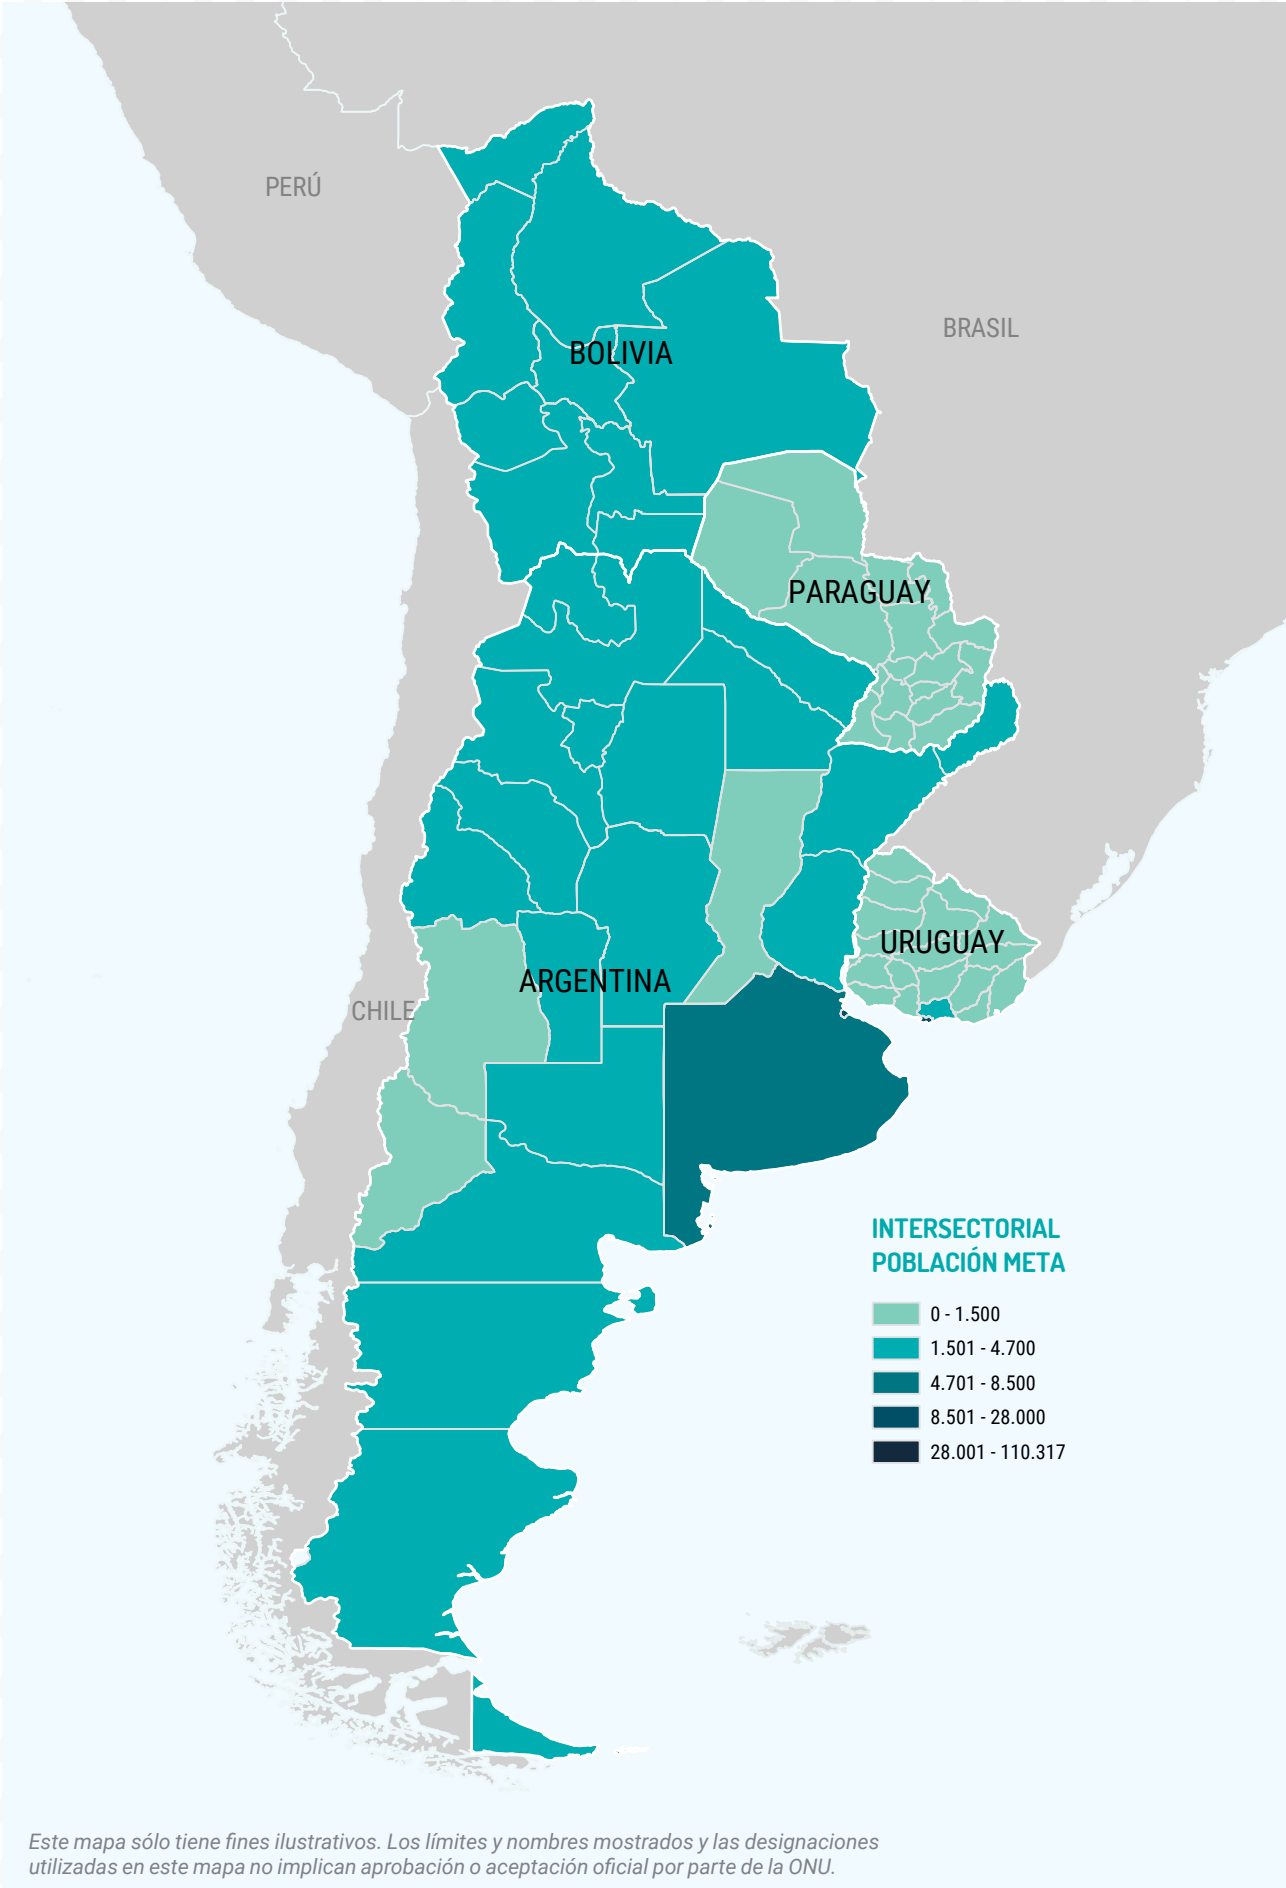 PERÚ
BRASIL
BOLIVIA
PARAGUAY
URUGUAY
ARGENTINA
CHILE
INTERSECTORIAL
POBLACIÓN META
0 - 1.500
1.501 - 4.700
4.701 - 8.500
8.501 - 28.000
28.001 - 110.317
Este mapa sólo tiene fines ilustrativos. Los límites y nombres mostrados y las designaciones
utilizadas en este mapa no implican aprobación o aceptación oficial por parte de la ONU.